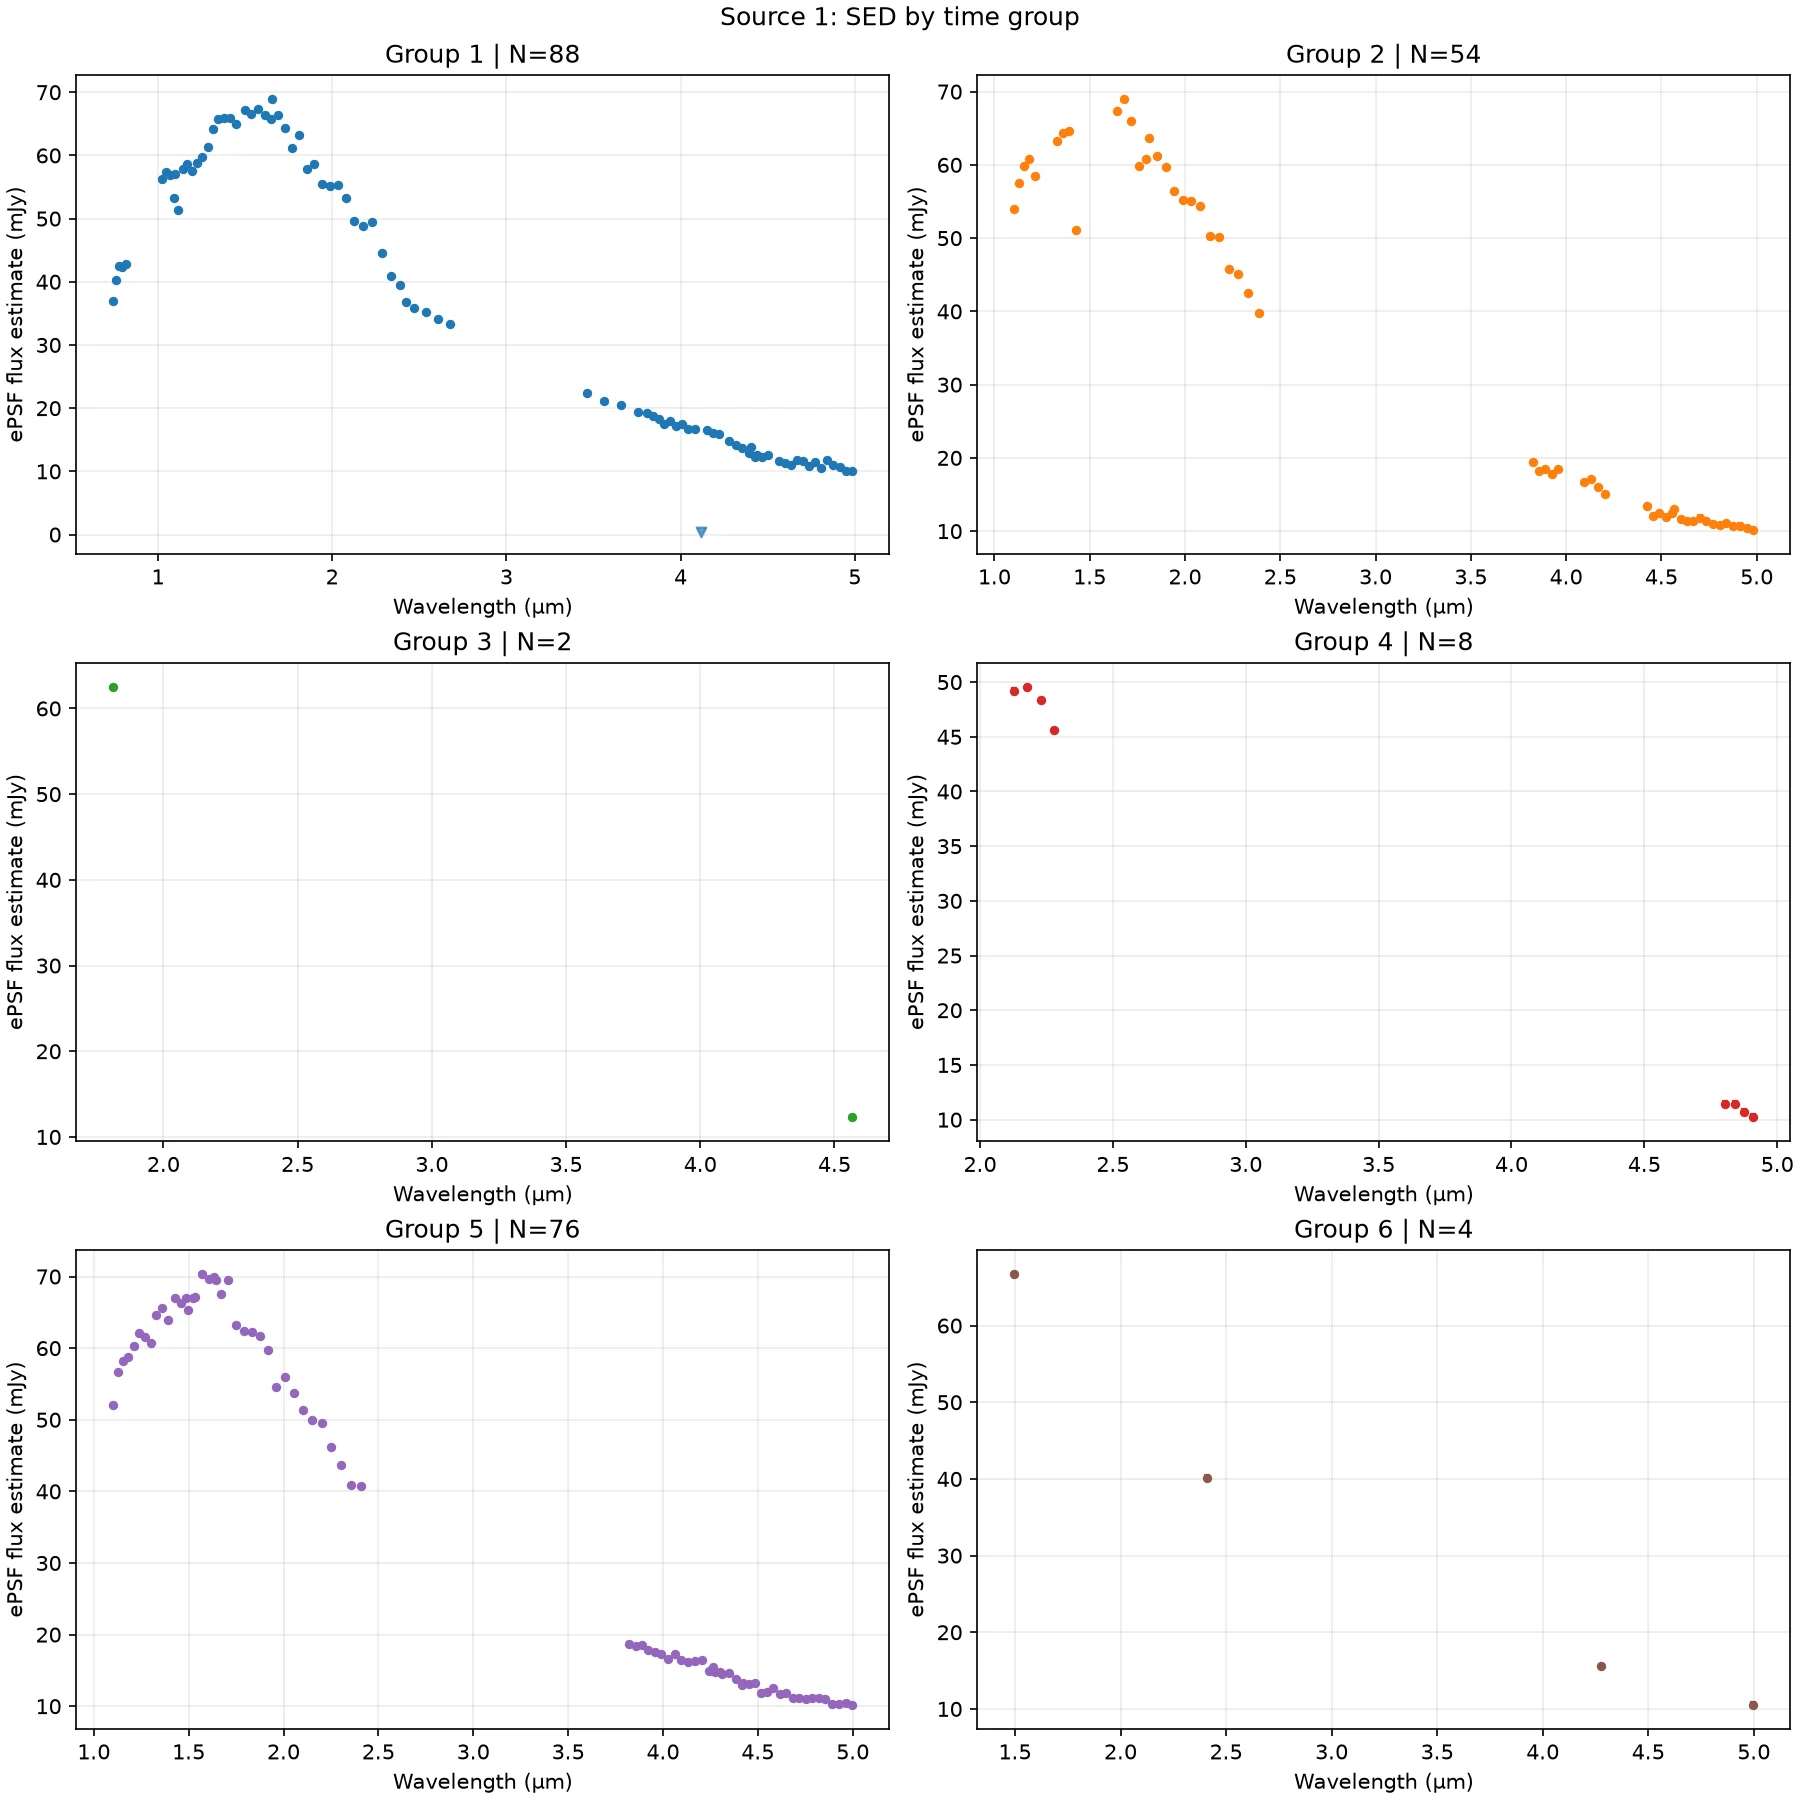 Source 1: SED by time group
Group 1 | N=88
ePSF flux estimate (mJy)
70
60
50
40
30
20
10
0
1 2 3 4 5
Wavelength (µm)
Group 2 | N=54
ePSF flux estimate (mJy)
70
60
50
40
30
20
10
1.0 1.5 2.0 2.5 3.0 3.5 4.0 4.5 5.0
Wavelength (µm)
Group 3 | N=2
ePSF flux estimate (mJy)
60
50
40
30
20
10
2.0 2.5 3.0 3.5 4.0 4.5
Wavelength (µm)
Group 4 | N=8
ePSF flux estimate (mJy)
50
45
40
35
30
25
20
15
10
2.0 2.5 3.0 3.5 4.0 4.5 5.0
Wavelength (µm)
Group 5 | N=76
ePSF flux estimate (mJy)
70
60
50
40
30
20
10
1.0 1.5 2.0 2.5 3.0 3.5 4.0 4.5 5.0
Wavelength (µm)
Group 6 | N=4
ePSF flux estimate (mJy)
60
50
40
30
20
10
1.5 2.0 2.5 3.0 3.5 4.0 4.5 5.0
Wavelength (µm)